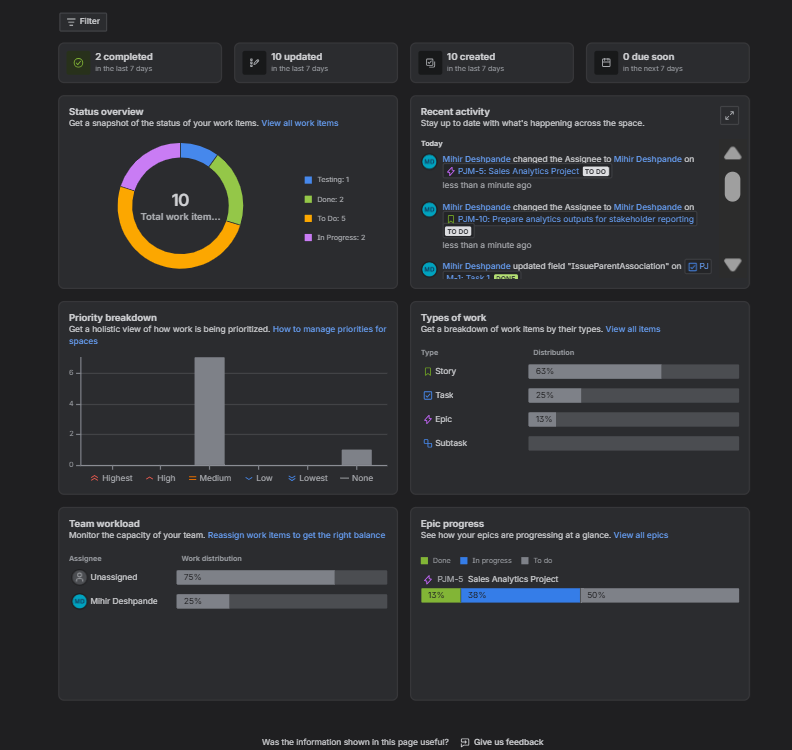 Filter
2 completed
in the last 7 days
10 updated
in the last 7 days
10 created
in the last 7 days
0 due soon
in the next 7 days
Status overview
Get a snapshot of the status of your work items. View all work items
10
Total work item...
Testing: 1
Done: 2
To Do: 5
In Progress: 2
Recent activity
Stay up to date with what's happening across the space.
Today
MD Mihir Deshpande changed the Assignee to Mihir Deshpande on
PJM-5: Sales Analytics Project TO DO
less than a minute ago
MD Mihir Deshpande changed the Assignee to Mihir Deshpande on
PJM-10: Prepare analytics outputs for stakeholder reporting
TO DO
less than a minute ago
MD Mihir Deshpande updated field "IssueParentAssociation" on PJ
M-1: Task 1 DONE
Priority breakdown
Get a holistic view of how work is being prioritized. How to manage priorities for
spaces
6
4
2
0
Highest High Medium Low Lowest None
Types of work
Get a breakdown of work items by their types. View all items
Type Distribution
Story 63%
Task 25%
Epic 13%
Subtask
Team workload
Monitor the capacity of your team. Reassign work items to get the right balance
Assignee Work distribution
Unassigned 75%
MD Mihir Deshpande 25%
Epic progress
See how your epics are progressing at a glance. View all epics
Done In progress To do
PJM-5 Sales Analytics Project
13% 38% 50%
Was the information shown in this page useful? Give us feedback